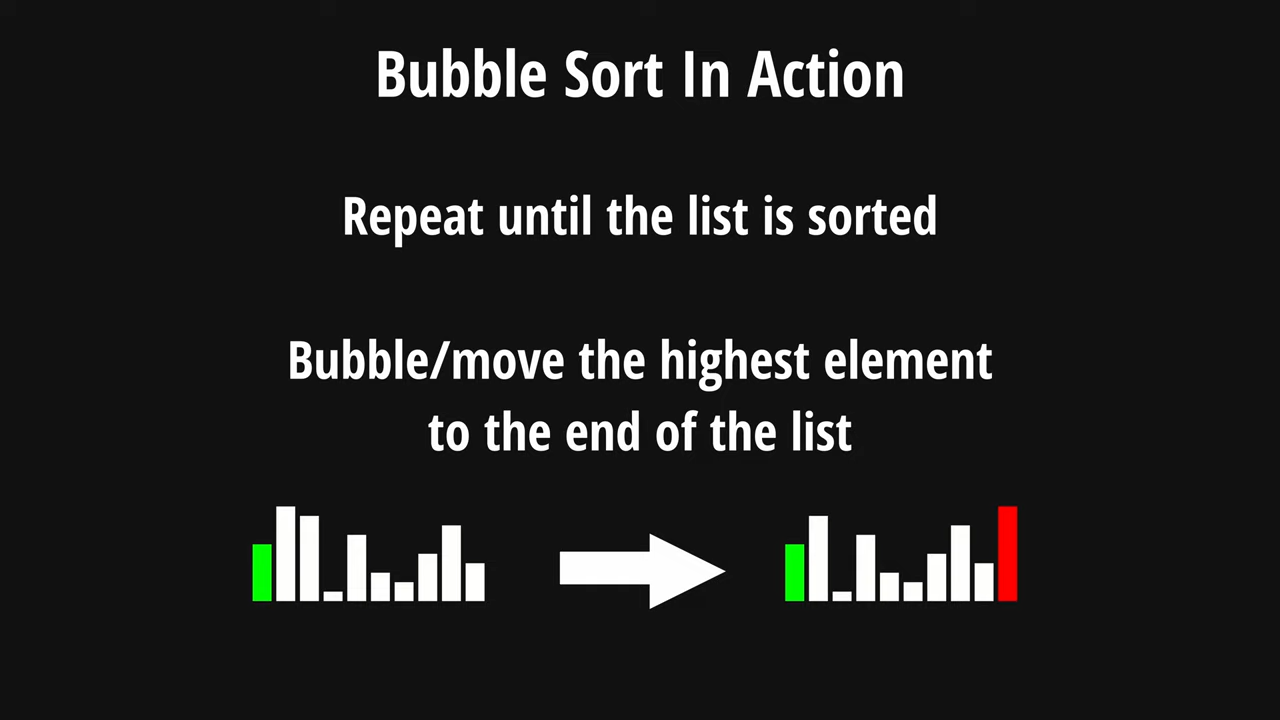 Bubble Sort In Action
Repeat until the list is sorted
Bubble/move the highest element
to the end of the list